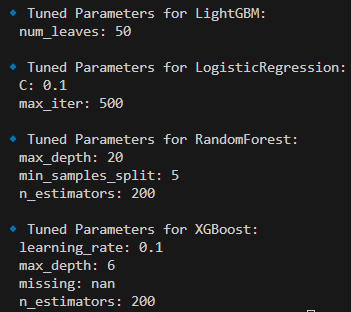 🔹 Tuned Parameters for LightGBM:
num_leaves: 50
🔹 Tuned Parameters for LogisticRegression:
C: 0.1
max_iter: 500
🔹 Tuned Parameters for RandomForest:
max_depth: 20
min_samples_split: 5
n_estimators: 200
🔹 Tuned Parameters for XGBoost:
learning_rate: 0.1
max_depth: 6
missing: nan
n_estimators: 200